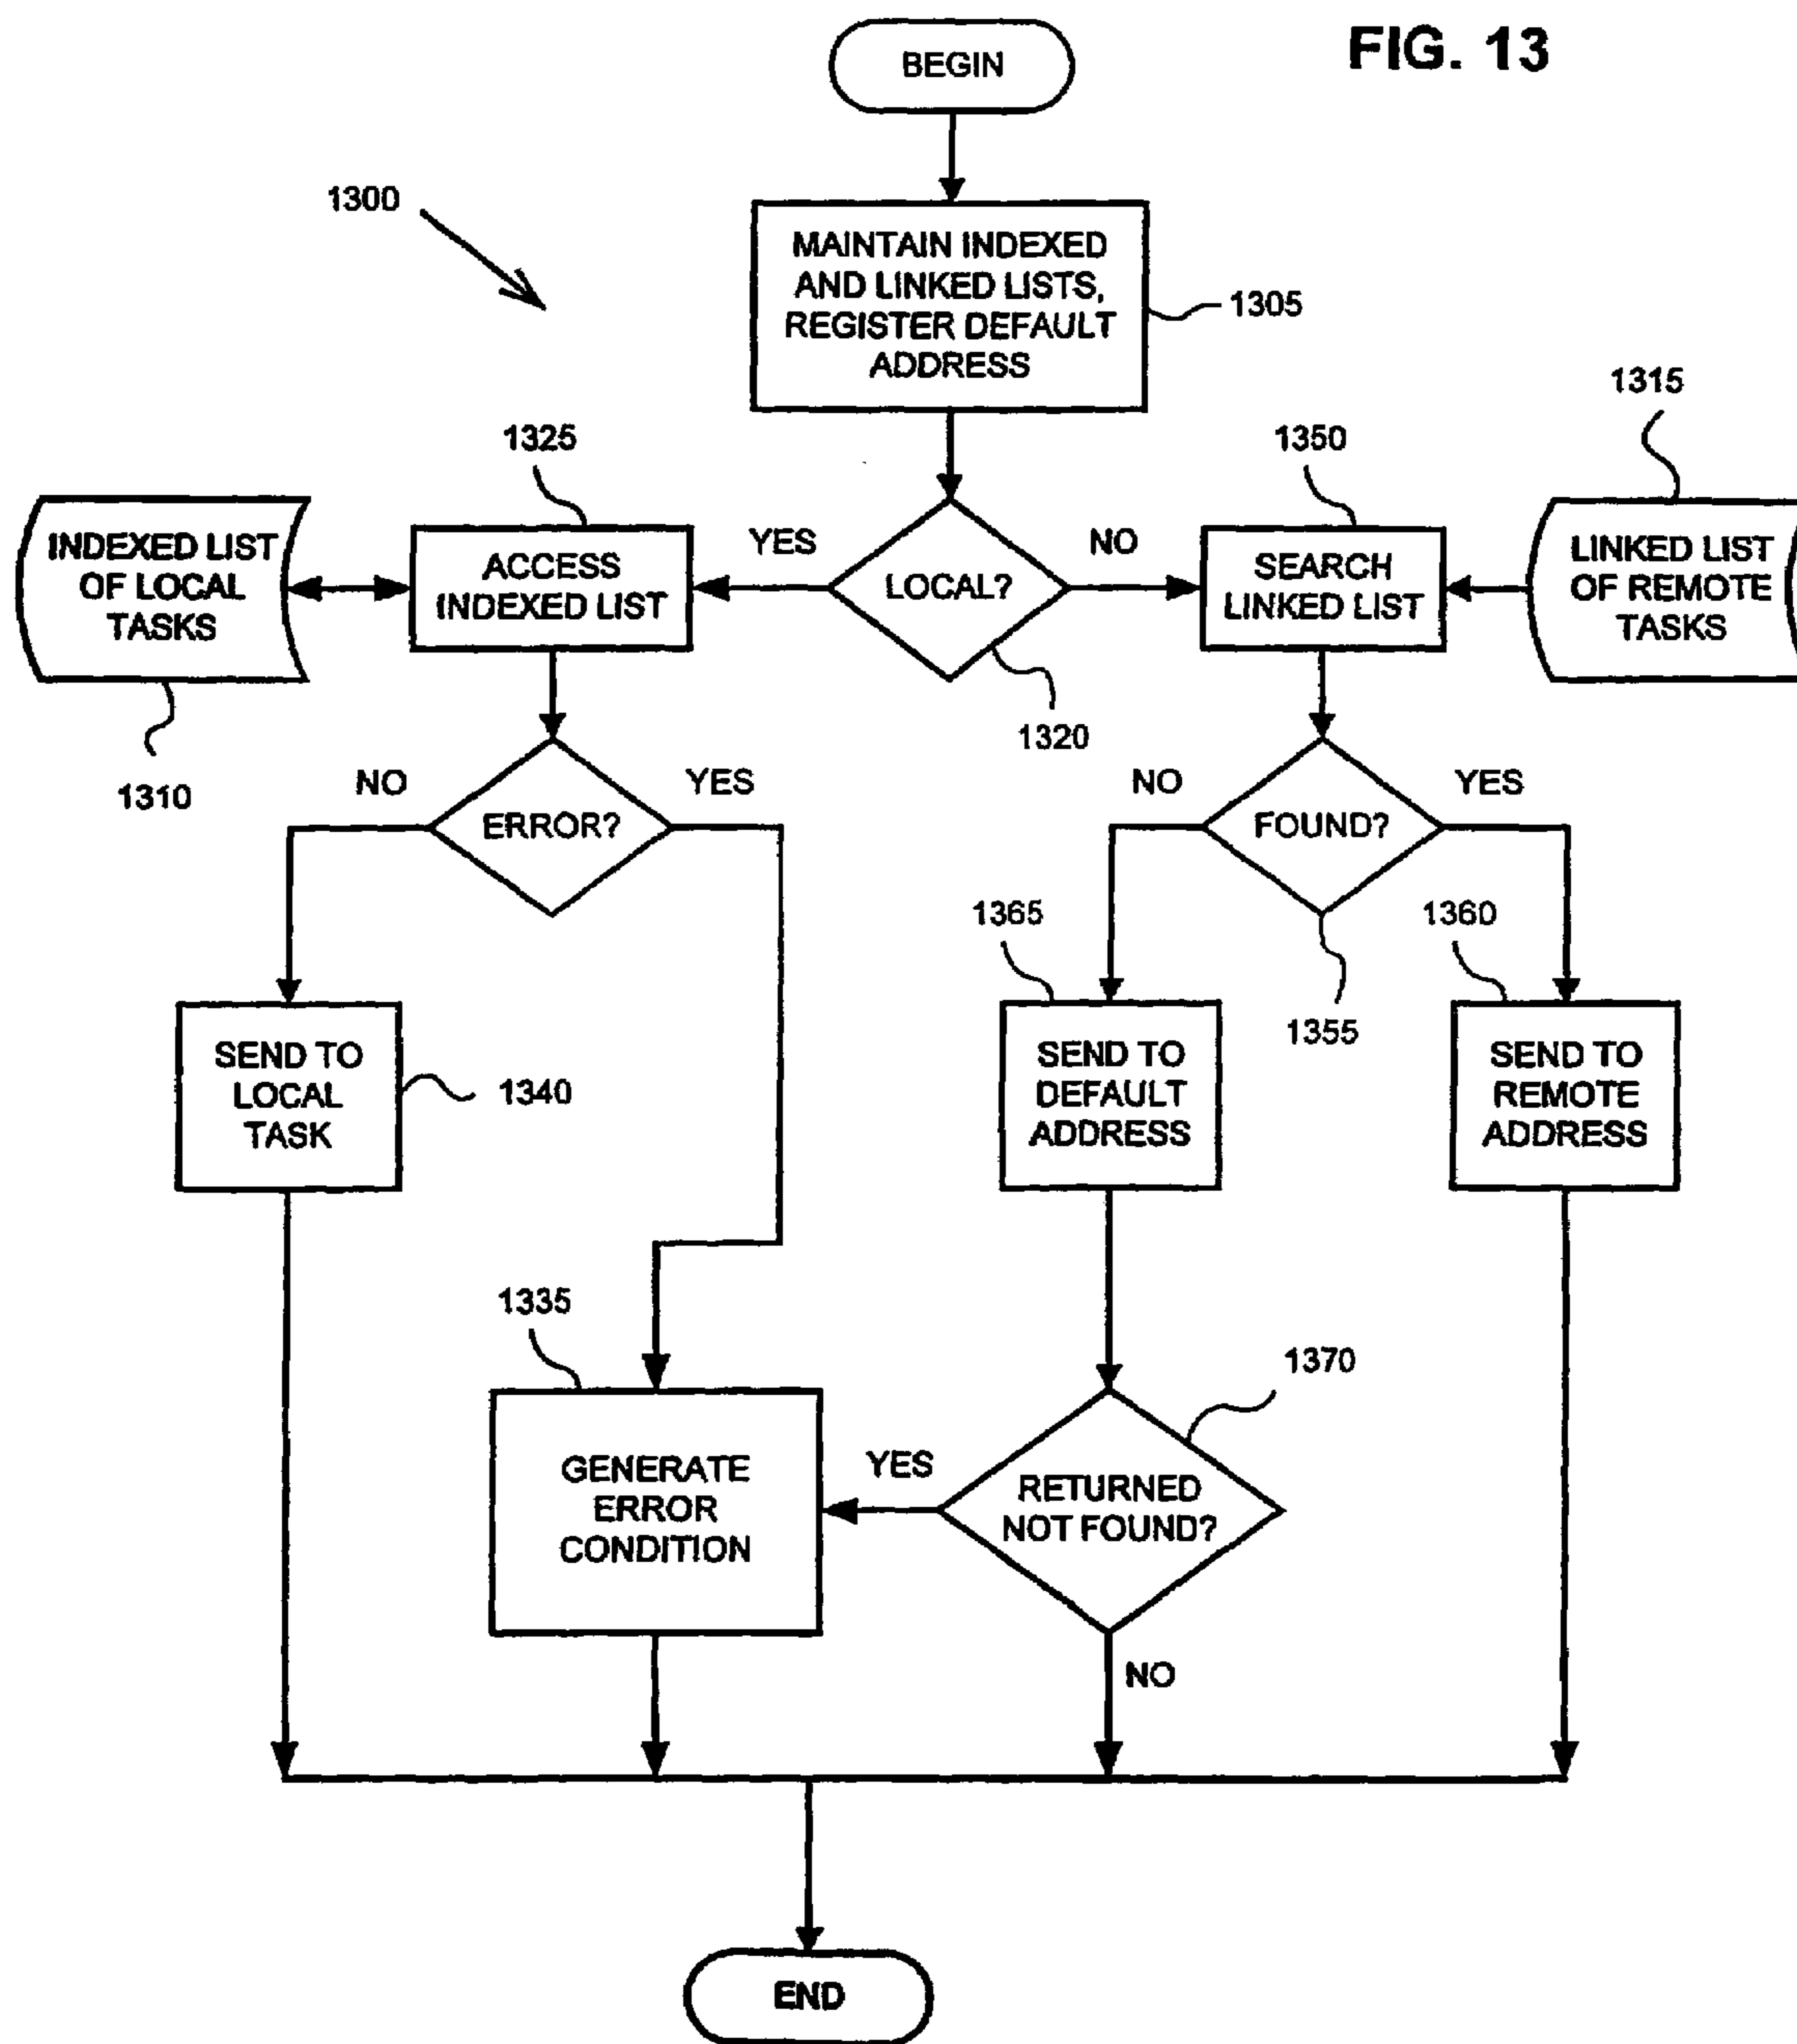 FIG. 13
BEGIN
1300
MAINTAIN INDEXED
AND LINKED LISTS,
REGISTER DEFAULT
ADDRESS
1305
1315
1325
1350
INDEXED LIST
OF LOCAL
TASKS
ACCESS
INDEXED LIST
YES
LOCAL?
NO
SEARCH
LINKED LIST
LINKED LIST
OF REMOTE
TASKS
1320
1310
NO
ERROR?
YES
NO
FOUND?
YES
1365
1360
1355
SEND TO
LOCAL
TASK
1340
SEND TO
DEFAULT
ADDRESS
SEND TO
REMOTE
ADDRESS
1335
1370
GENERATE
ERROR
CONDITION
YES
RETURNED
NOT FOUND?
NO
END